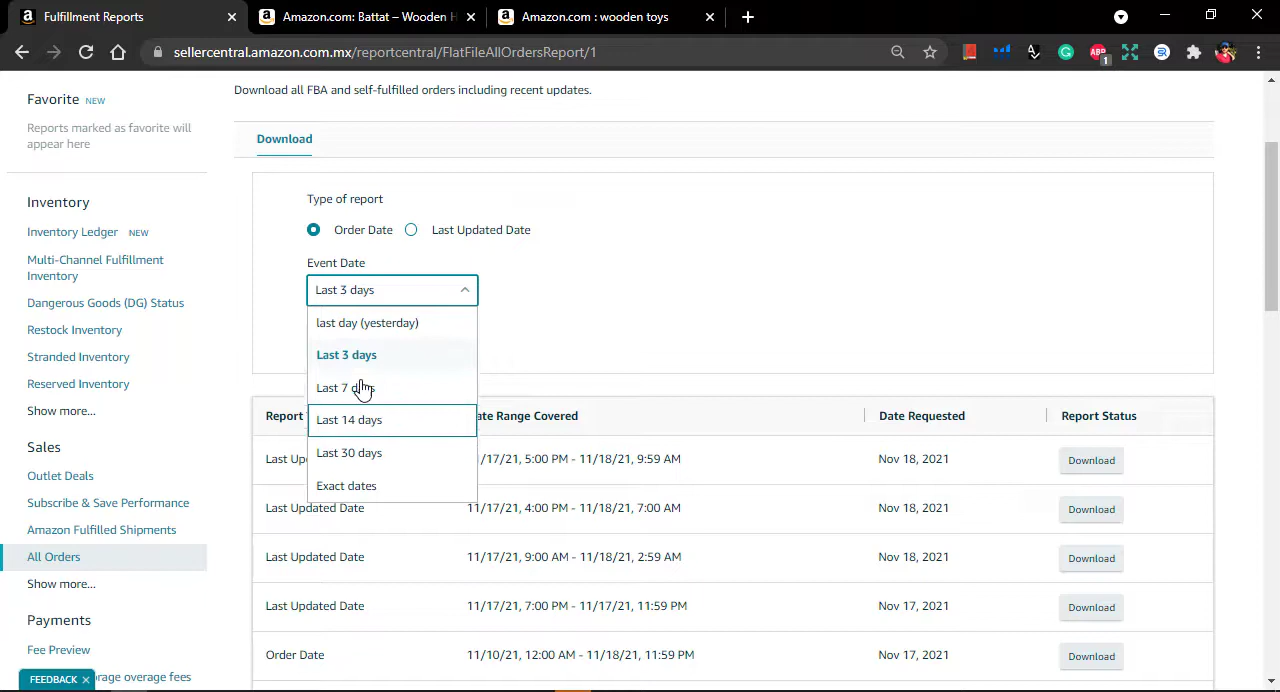 Fulfillment Reports
Amazon.com: Battat – Wooden H
Amazon.com : wooden toys
sellercentral.amazon.com.mx/reportcentral/FlatFileAllOrdersReport/1
ABP
1
Favorite NEW
Reports marked as favorite will
appear here
Inventory
Inventory Ledger NEW
Multi-Channel Fulfillment
Inventory
Dangerous Goods (DG) Status
Restock Inventory
Stranded Inventory
Reserved Inventory
Show more...
Sales
Outlet Deals
Subscribe & Save Performance
Amazon Fulfilled Shipments
All Orders
Show more...
Payments
Fee Preview
overage fees
FEEDBACK
Download all FBA and self-fulfilled orders including recent updates.
Download
Type of report
Order Date Last Updated Date
Event Date
Last 3 days
last day (yesterday)
Last 3 days
Last 7
Last 14 days
Last 30 days
Exact dates
Report Range Covered Date Requested Report Status
Last 11/17/21, 5:00 PM - 11/18/21, 9:59 AM Nov 18, 2021 Download
Last Updated Date 11/17/21, 4:00 PM - 11/18/21, 7:00 AM Nov 18, 2021 Download
Last Updated Date 11/17/21, 9:00 AM - 11/18/21, 2:59 AM Nov 18, 2021 Download
Last Updated Date 11/17/21, 7:00 PM - 11/17/21, 11:59 PM Nov 17, 2021 Download
Order Date 11/10/21, 12:00 AM - 11/18/21, 11:59 PM Nov 17, 2021 Download